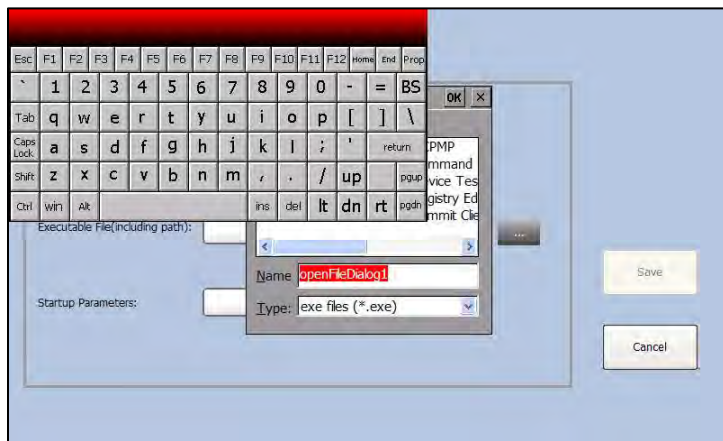 Esc F1 F2 F3 F4 F5 F6 F7 F8 F9 F10 F11 F12 Home End Prop
` 1 2 3 4 5 6 7 8 9 0 - = BS
OK ×
Tab q w e r t y u i o p [ ] \
Caps Lock a s d f g h j k l ; ' return
Shift z x c v b n m , . / up pgup
Ctrl win Alt ins del lt dn rt pgdn
PMP
mmand
vice Tes
gistry Ed
mmit Clie
Executable File(including path):
...
Name openFileDialog1
Save
Startup Parameters:
Type: exe files (*.exe)
Cancel